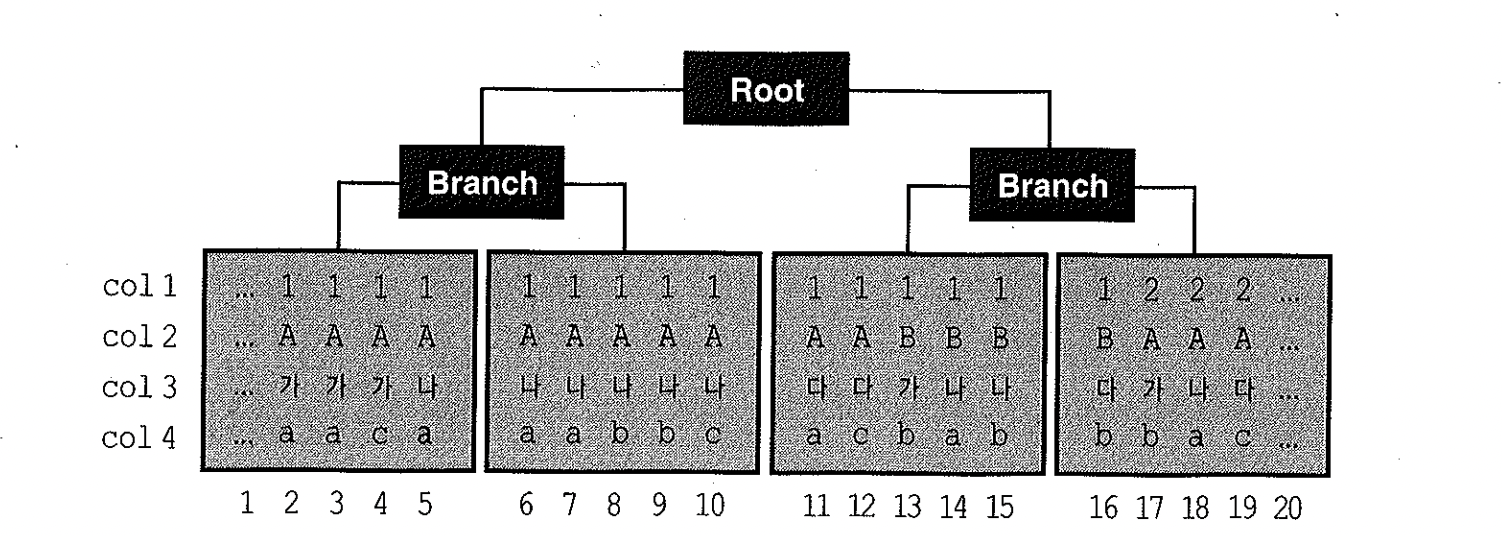 Root
Branch Branch
col 1 ... 1 1 1 1 1 1 1 1 1 1 1 1 1 1 1 2 2 2 ...
col 2 ... A A A A A A A A A A A B B B B A A A ...
col 3 ... 가 가 가 나 나 나 나 나 나 다 다 가 나 나 다 가 나 다 ...
col 4 ... a a c a a a b b c a c b a b b b a c ...
1 2 3 4 5 6 7 8 9 10 11 12 13 14 15 16 17 18 19 20